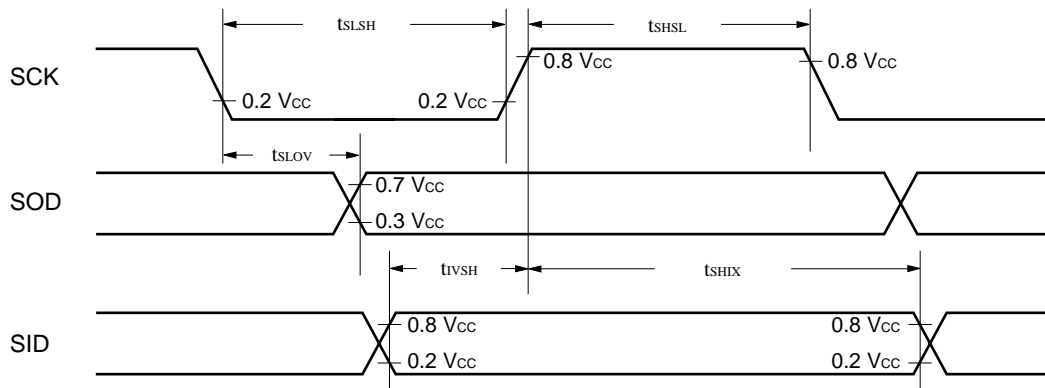 tSLSH tSHSL
SCK 0.2 VCC 0.2 VCC 0.8 VCC 0.8 VCC
tSLOV
SOD 0.7 VCC
0.3 VCC
tIVSH tSHIX
SID 0.8 VCC 0.8 VCC
0.2 VCC 0.2 VCC